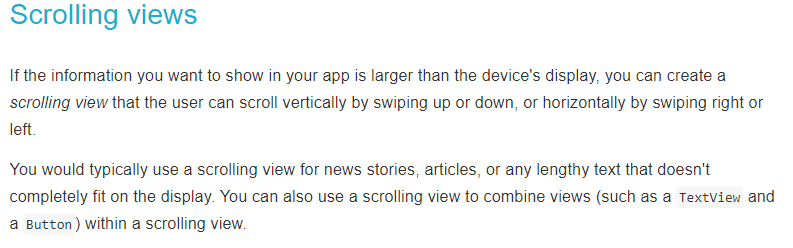 Scrolling views
If the information you want to show in your app is larger than the device's display, you can create a
scrolling view that the user can scroll vertically by swiping up or down, or horizontally by swiping right or
left.
You would typically use a scrolling view for news stories, articles, or any lengthy text that doesn't
completely fit on the display. You can also use a scrolling view to combine views (such as a TextView and
a Button) within a scrolling view.